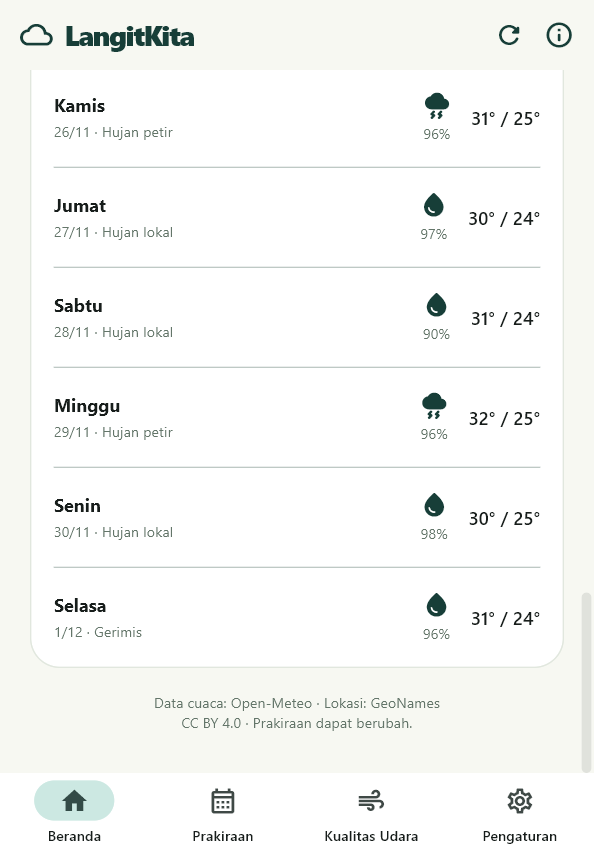 LangitKita
Kamis
26/11 · Hujan petir
96%
31° / 25°
Jumat
27/11 · Hujan lokal
97%
30° / 24°
Sabtu
28/11 · Hujan lokal
90%
31° / 24°
Minggu
29/11 · Hujan petir
96%
32° / 25°
Senin
30/11 · Hujan lokal
98%
30° / 25°
Selasa
1/12 · Gerimis
96%
31° / 24°
Data cuaca: Open-Meteo · Lokasi: GeoNames
CC BY 4.0 · Prakiraan dapat berubah.
Beranda
Prakiraan
Kualitas Udara
Pengaturan